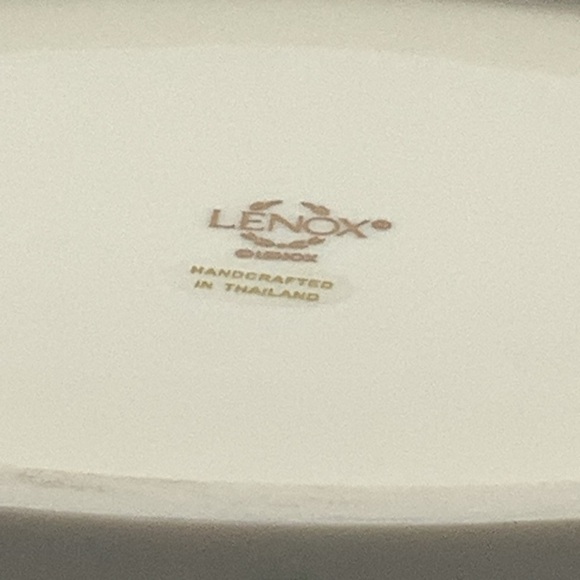 LENOX®
© LENOX
HANDCRAFTED
IN THAILAND